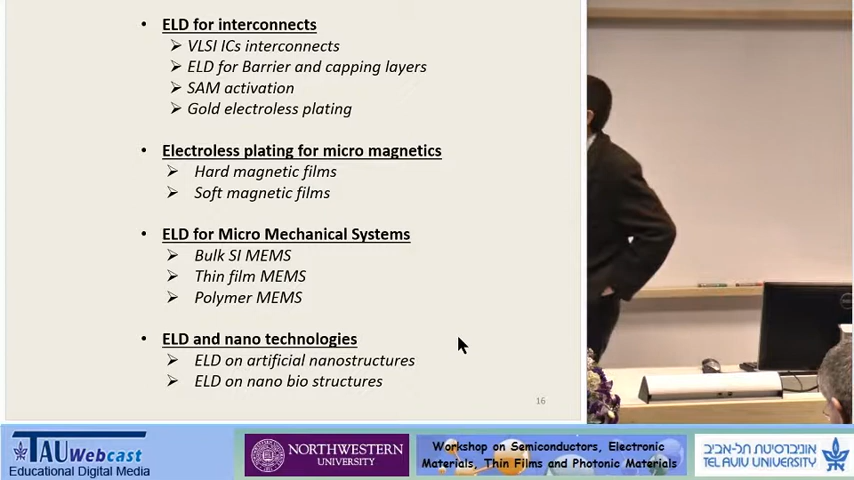 • ELD for interconnects
➢ VLSI ICs interconnects
➢ ELD for Barrier and capping layers
➢ SAM activation
➢ Gold electroless plating
• Electroless plating for micro magnetics
➢ Hard magnetic films
➢ Soft magnetic films
• ELD for Micro Mechanical Systems
➢ Bulk SI MEMS
➢ Thin film MEMS
➢ Polymer MEMS
• ELD and nano technologies
➢ ELD on artificial nanostructures
➢ ELD on nano bio structures
16
TAU Webcast
Educational Digital Media
NORTHWESTERN
UNIVERSITY
Workshop on Semiconductors, Electronic
Materials, Thin Films and Photonic Materials
אוניברסיטת תל-אביב
TEL AVIV UNIVERSITY